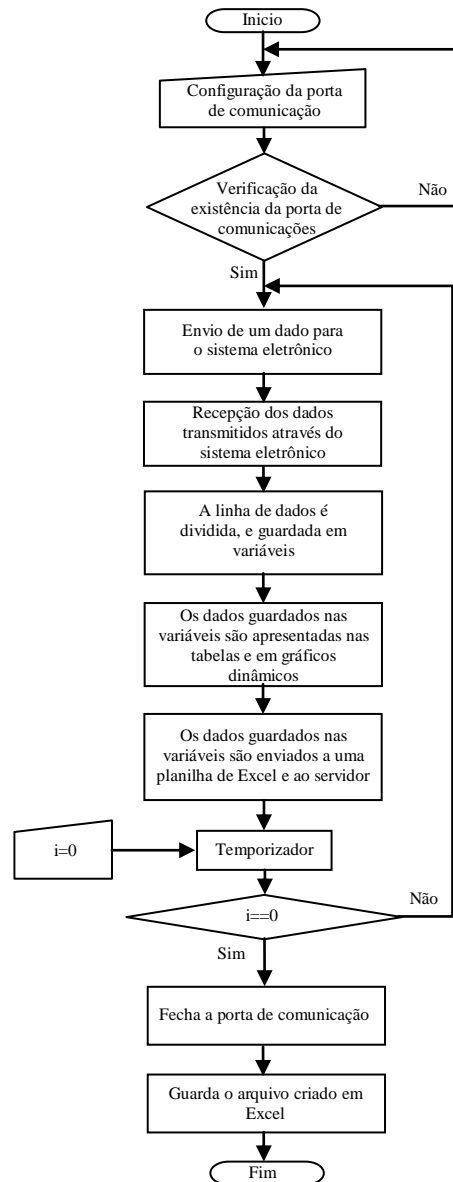 Inicio
Configuração da porta
de comunicação
Verificação da
existência da porta de
comunicações
Não
Sim
Envio de um dado para
o sistema eletrônico
Recepção dos dados
transmitidos através do
sistema eletrônico
A linha de dados é
dividida, e guardada em
variáveis
Os dados guardados nas
variáveis são apresentadas nas
tabelas e em gráficos
dinâmicos
Os dados guardados nas
variáveis são enviados a uma
planilha de Excel e ao servidor
i=0
Temporizador
i==0
Não
Sim
Fecha a porta de comunicação
Guarda o arquivo criado em
Excel
Fim